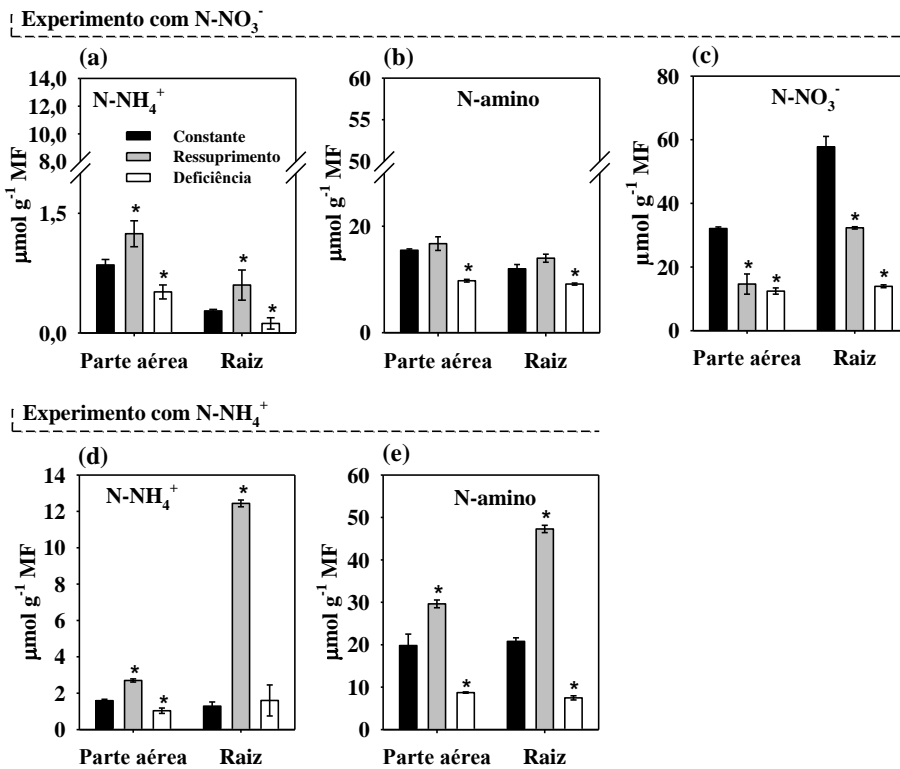 Experimento com N-NO₃⁻
(a)
(b)
(c)
14,0
12,0
10,0
8,0
1,5
0,0
µmol g⁻¹ MF
N-NH₄⁺
Constante
Ressuprimento
Deficiência
* * * *
Parte aérea Raiz
60
55
50
20
0
µmol g⁻¹ MF
N-amino
* *
Parte aérea Raiz
80
60
40
20
0
N-NO₃⁻
* * * *
Parte aérea Raiz
Experimento com N-NH₄⁺
(d)
(e)
14
12
10
8
6
4
2
0
µmol g⁻¹ MF
N-NH₄⁺
* * *
Parte aérea Raiz
60
50
40
30
20
10
0
µmol g⁻¹ MF
N-amino
* * * *
Parte aérea Raiz